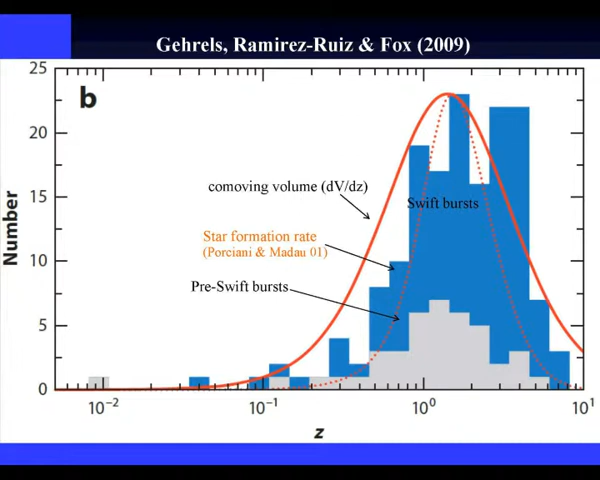 Gehrels, Ramirez-Ruiz & Fox (2009)
b
25
20
15
10
5
0
Number
comoving volume (dV/dz)
Swift bursts
Star formation rate
(Porciani & Madau 01)
Pre-Swift bursts
10⁻² 10⁻¹ 10⁰ 10¹
z